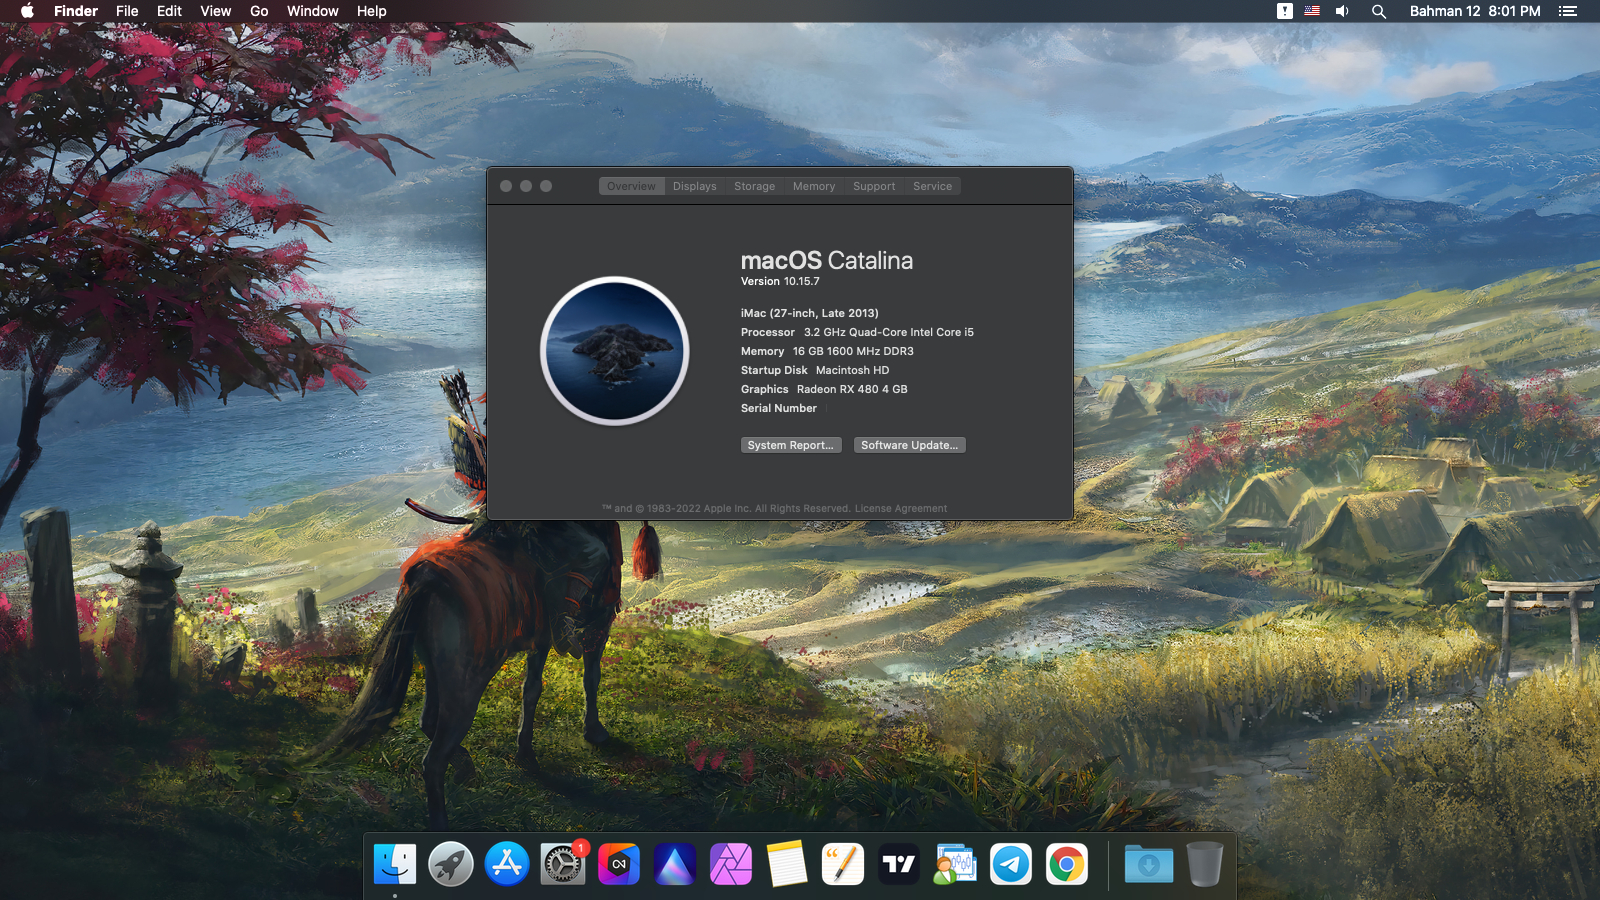 Finder File Edit View Go Window Help Bahman 12 8:01 PM
Overview Displays Storage Memory Support Service
macOS Catalina
Version 10.15.7
iMac (27-inch, Late 2013)
Processor 3.2 GHz Quad-Core Intel Core i5
Memory 16 GB 1600 MHz DDR3
Startup Disk Macintosh HD
Graphics Radeon RX 480 4 GB
Serial Number
System Report... Software Update...
™ and © 1983-2022 Apple Inc. All Rights Reserved. License Agreement
1